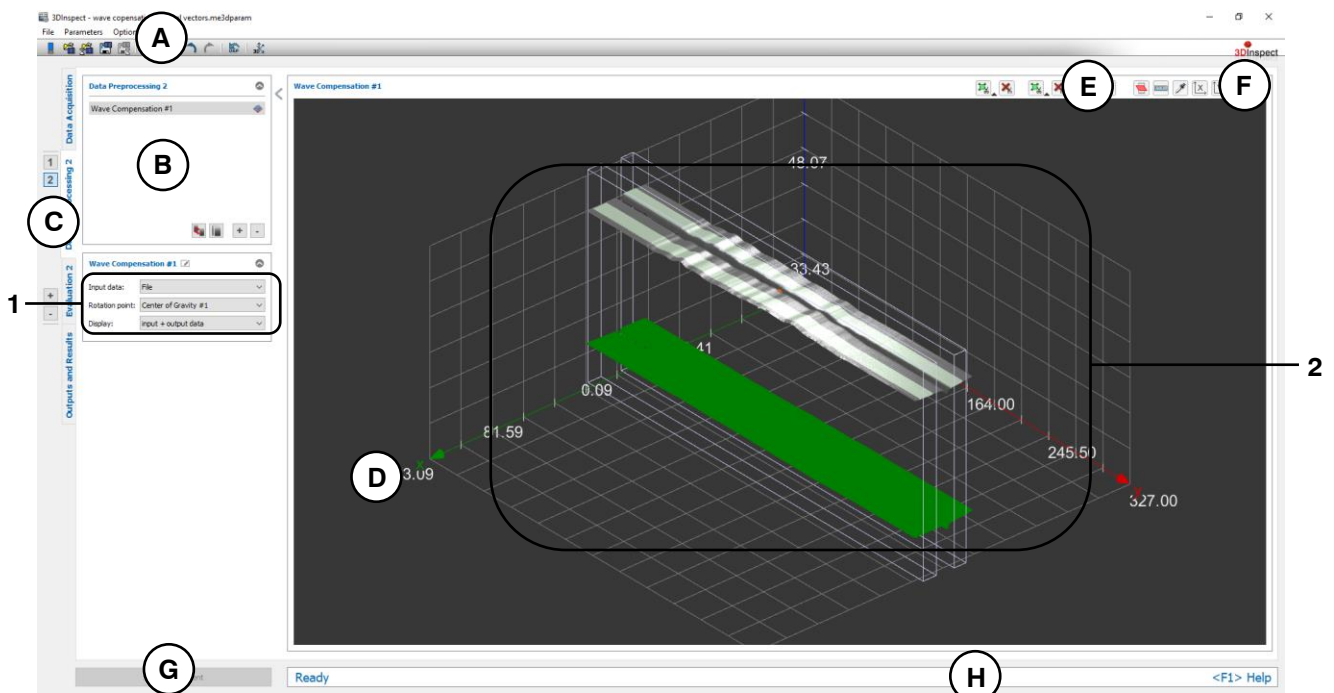 3DInspect - wave copensat vectors.me3dparam
File Parameters Option
A
3DInspect
Data Acquisition
Data Preprocessing 2
Wave Compensation #1
E
F
Wave Compensation #1
B
1
2
C
essing 2
48.07
33.43
41
0.09
81.59
164.00
245.50
327.00
3.09
D
x
2
+
-
Wave Compensation #1
1
Input data: File
Rotation point: Center of Gravity #1
Display: input + output data
+
-
Evaluation 2
Outputs and Results
G
Ready
H
<F1> Help